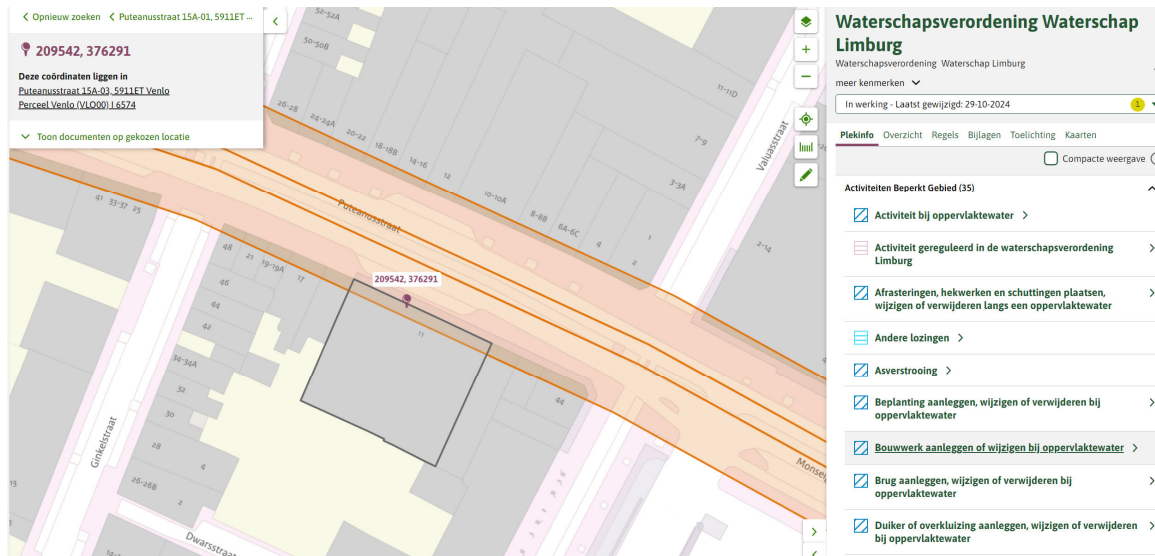 Opnieuw zoeken
Puteanusstraat 15A-01, 5911ET ...
209542, 376291
Deze coördinaten liggen in
Puteanusstraat 15A-03, 5911ET Venlo
Perceel Venlo (VLO00) I 6574
Toon documenten op gekozen locatie
52-52A
50-50B
26-28
24-24A
20-22
18-18B
14-16
12
10-10A
8-8B
6A-6C
4
2
1
3-3A
7-9
11-11D
2-14
Valuasstraat
Puteanusstraat
41
33-37
25
48
21
19-19A
17
46
44
42
34-34A
32
30
28
4
26-26B
2
13
209542, 376291
11
44
Ginkelstraat
Dwarsstraat
Waterschapsverordening Waterschap
Limburg
Waterschapsverordening Waterschap Limburg
meer kenmerken
In werking - Laatst gewijzigd: 29-10-2024
1
Plekinfo Overzicht Regels Bijlagen Toelichting Kaarten
Compacte weergave
Activiteiten Beperkt Gebied (35)
Activiteit bij oppervlaktewater
Activiteit gereguleerd in de waterschapsverordening
Limburg
Afrasteringen, hekwerken en schuttingen plaatsen,
wijzigen of verwijderen langs een oppervlaktewater
Andere lozingen
Asverstrooing
Beplanting aanleggen, wijzigen of verwijderen bij
oppervlaktewater
Bouwwerk aanleggen of wijzigen bij oppervlaktewater
Brug aanleggen, wijzigen of verwijderen bij
oppervlaktewater
Duiker of overkluizing aanleggen, wijzigen of verwijderen
bij oppervlaktewater